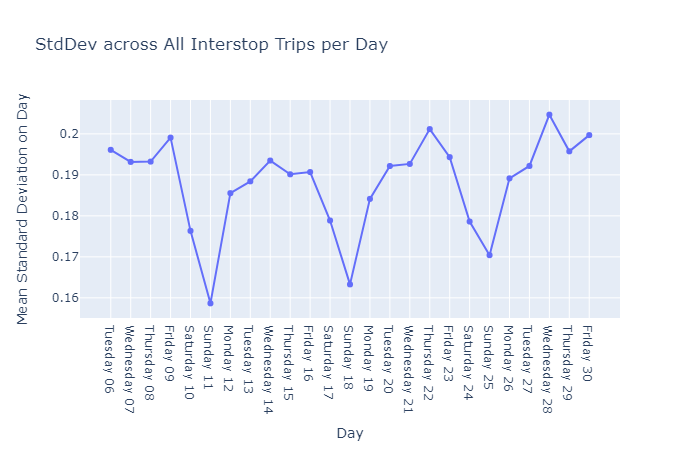 StdDev across All Interstop Trips per Day
Mean Standard Deviation on Day
0.2
0.19
0.18
0.17
0.16
Tuesday 06
Wednesday 07
Thursday 08
Friday 09
Saturday 10
Sunday 11
Monday 12
Tuesday 13
Wednesday 14
Thursday 15
Friday 16
Saturday 17
Sunday 18
Monday 19
Tuesday 20
Wednesday 21
Thursday 22
Friday 23
Saturday 24
Sunday 25
Monday 26
Tuesday 27
Wednesday 28
Thursday 29
Friday 30
Day